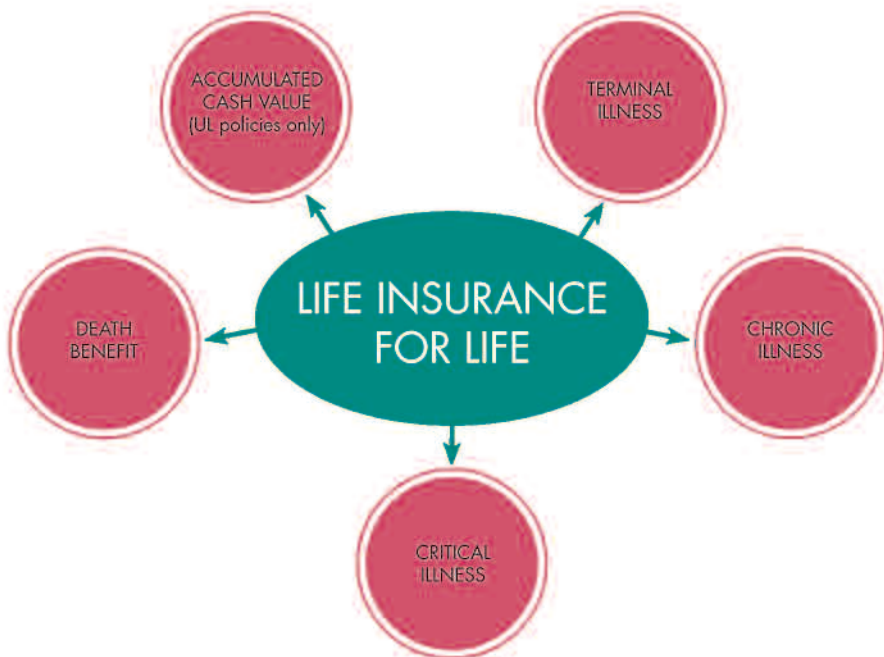 ACCUMULATED
CASH VALUE
(UL policies only)
TERMINAL
ILLNESS
LIFE INSURANCE
FOR LIFE
DEATH
BENEFIT
CHRONIC
ILLNESS
CRITICAL
ILLNESS